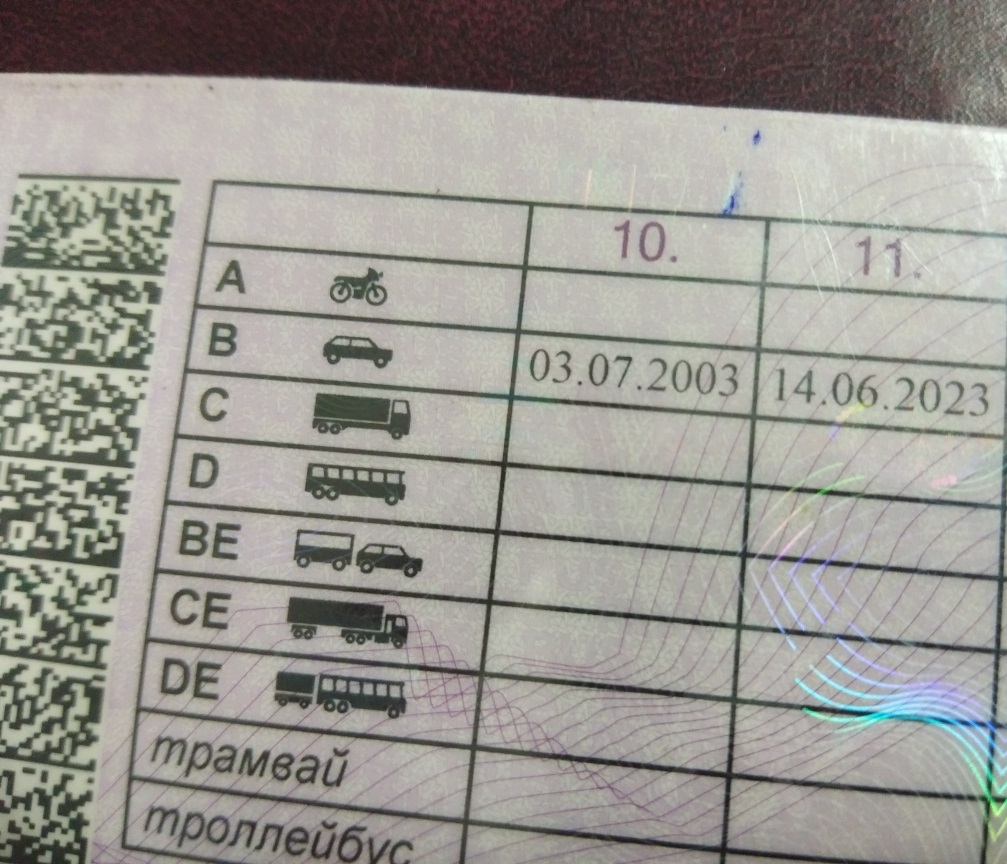 10. 11.
A
B 03.07.2003 14.06.2023
C
D
BE
CE
DE
трамвай
троллейбус